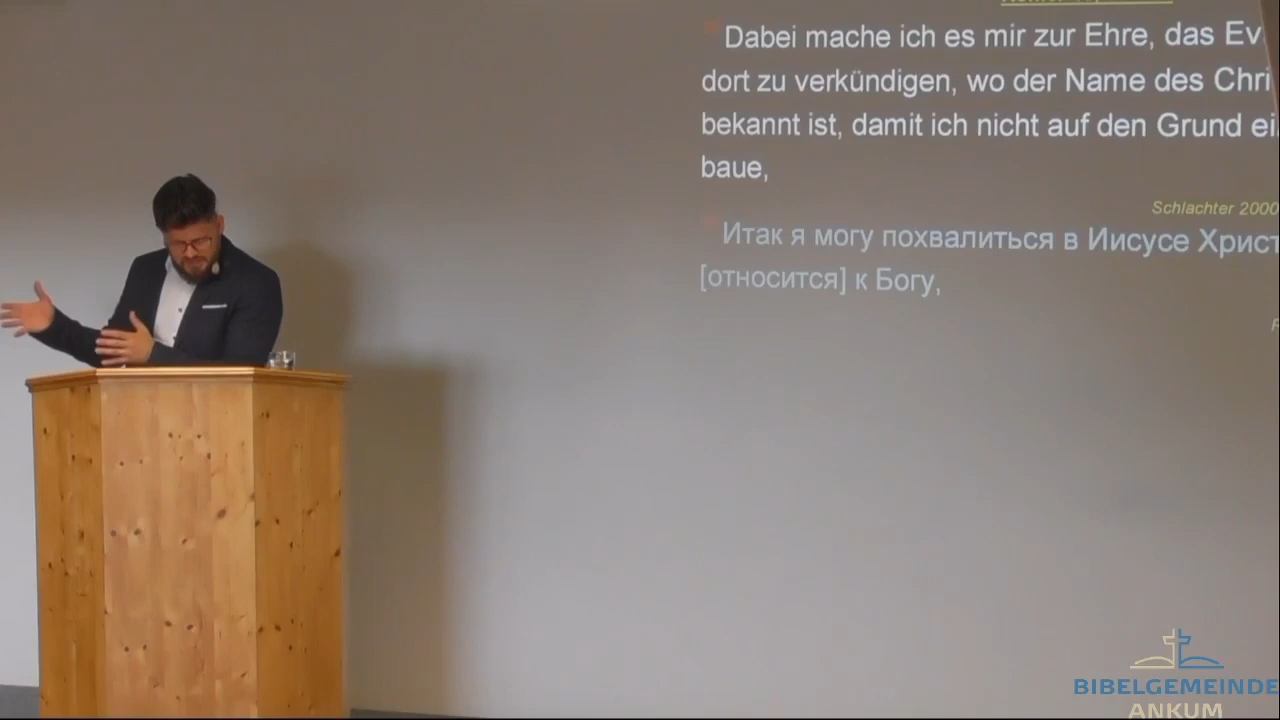 Dabei mache ich es mir zur Ehre, das Ev
dort zu verkündigen, wo der Name des Chri
bekannt ist, damit ich nicht auf den Grund ei
baue,
Schlachter 2000
Итак я могу похвалиться в Иисусе Христ
[относится] к Богу,
BIBELGEMEINDE
ANKUM